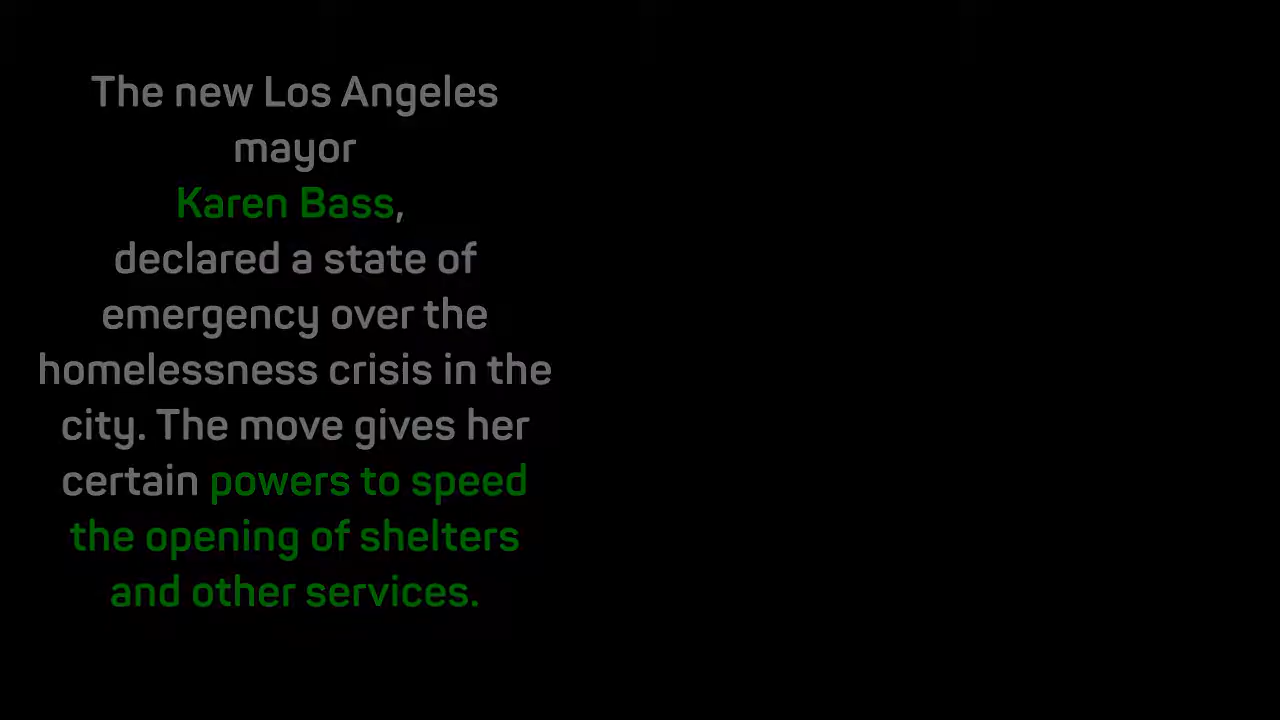 The new Los Angeles
mayor
Karen Bass,
declared a state of
emergency over the
homelessness crisis in the
city. The move gives her
certain powers to speed
the opening of shelters
and other services.